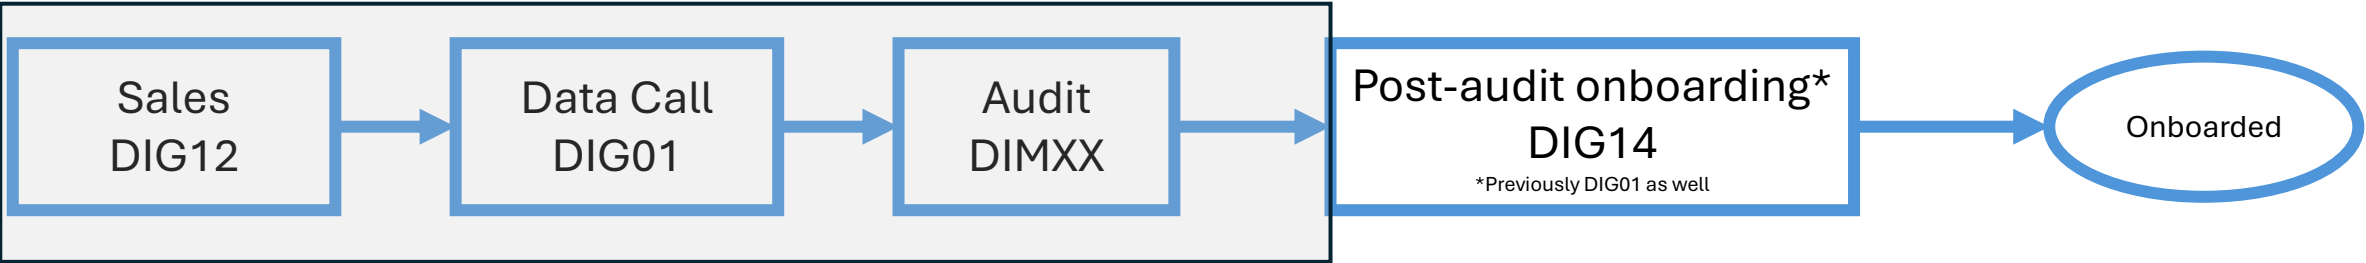 Sales
DIG12
Data Call
DIG01
Audit
DIMXX
Post-audit onboarding*
DIG14
*Previously DIG01 as well
Onboarded